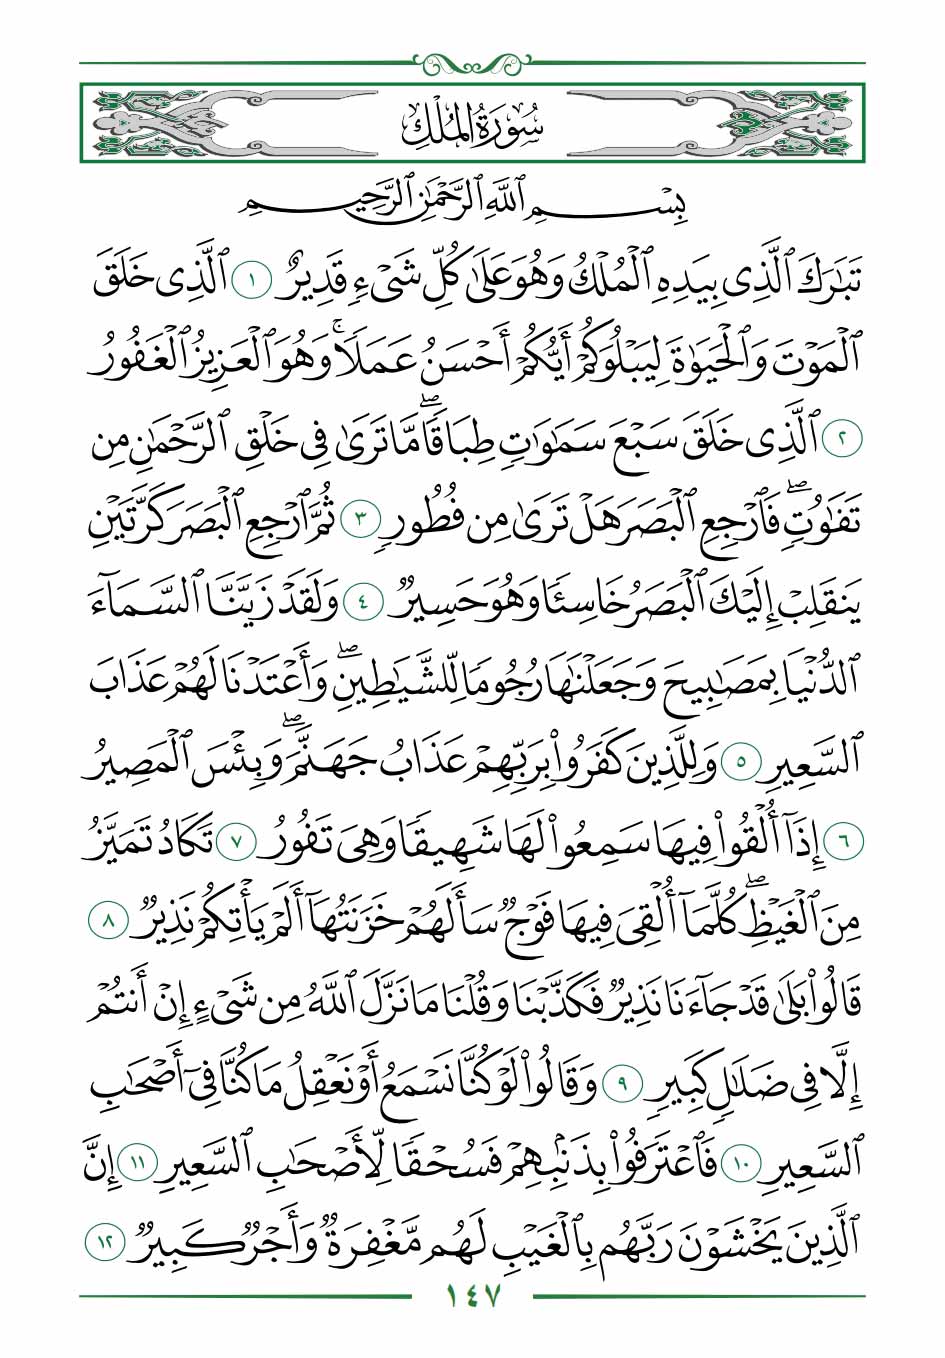 سُورَةُ الْمُلْكِ
بِسْمِ ٱللَّهِ ٱلرَّحْمَٰنِ ٱلرَّحِيمِ
تَبَٰرَكَ ٱلَّذِى بِيَدِهِ ٱلْمُلْكُ وَهُوَ عَلَىٰ كُلِّ شَىْءٍ قَدِيرٌ ١ ٱلَّذِى خَلَقَ
ٱلْمَوْتَ وَٱلْحَيَوٰةَ لِيَبْلُوَكُمْ أَيُّكُمْ أَحْسَنُ عَمَلًا ۚ وَهُوَ ٱلْعَزِيزُ ٱلْغَفُورُ
٢ ٱلَّذِى خَلَقَ سَبْعَ سَمَٰوَٰتٍ طِبَاقًا ۖ مَّا تَرَىٰ فِى خَلْقِ ٱلرَّحْمَٰنِ مِن
تَفَٰوُتٍ ۖ فَٱرْجِعِ ٱلْبَصَرَ هَلْ تَرَىٰ مِن فُطُورٍ ٣ ثُمَّ ٱرْجِعِ ٱلْبَصَرَ كَرَّتَيْنِ
يَنقَلِبْ إِلَيْكَ ٱلْبَصَرُ خَاسِئًا وَهُوَ حَسِيرٌ ٤ وَلَقَدْ زَيَّنَّا ٱلسَّمَآءَ
ٱلدُّنْيَا بِمَصَٰبِيحَ وَجَعَلْنَٰهَا رُجُومًا لِّلشَّيَٰطِينِ ۖ وَأَعْتَدْنَا لَهُمْ عَذَابَ
ٱلسَّعِيرِ ٥ وَلِلَّذِينَ كَفَرُوا۟ بِرَبِّهِمْ عَذَابُ جَهَنَّمَ ۖ وَبِئْسَ ٱلْمَصِيرُ
٦ إِذَآ أُلْقُوا۟ فِيهَا سَمِعُوا۟ لَهَا شَهِيقًا وَهِىَ تَفُورُ ٧ تَكَادُ تَمَيَّزُ
مِنَ ٱلْغَيْظِ ۖ كُلَّمَآ أُلْقِىَ فِيهَا فَوْجٌ سَأَلَهُمْ خَزَنَتُهَآ أَلَمْ يَأْتِكُمْ نَذِيرٌ ٨
قَالُوا۟ بَلَىٰ قَدْ جَآءَنَا نَذِيرٌ فَكَذَّبْنَا وَقُلْنَا مَا نَزَّلَ ٱللَّهُ مِن شَىْءٍ إِنْ أَنتُمْ
إِلَّا فِى ضَلَٰلٍ كَبِيرٍ ٩ وَقَالُوا۟ لَوْ كُنَّا نَسْمَعُ أَوْ نَعْقِلُ مَا كُنَّا فِىٓ أَصْحَٰبِ
ٱلسَّعِيرِ ١٠ فَٱعْتَرَفُوا۟ بِذَنۢبِهِمْ فَسُحْقًا لِّأَصْحَٰبِ ٱلسَّعِيرِ ١١ إِنَّ
ٱلَّذِينَ يَخْشَوْنَ رَبَّهُم بِٱلْغَيْبِ لَهُم مَّغْفِرَةٌ وَأَجْرٌ كَبِيرٌ ١٢
١٤٧